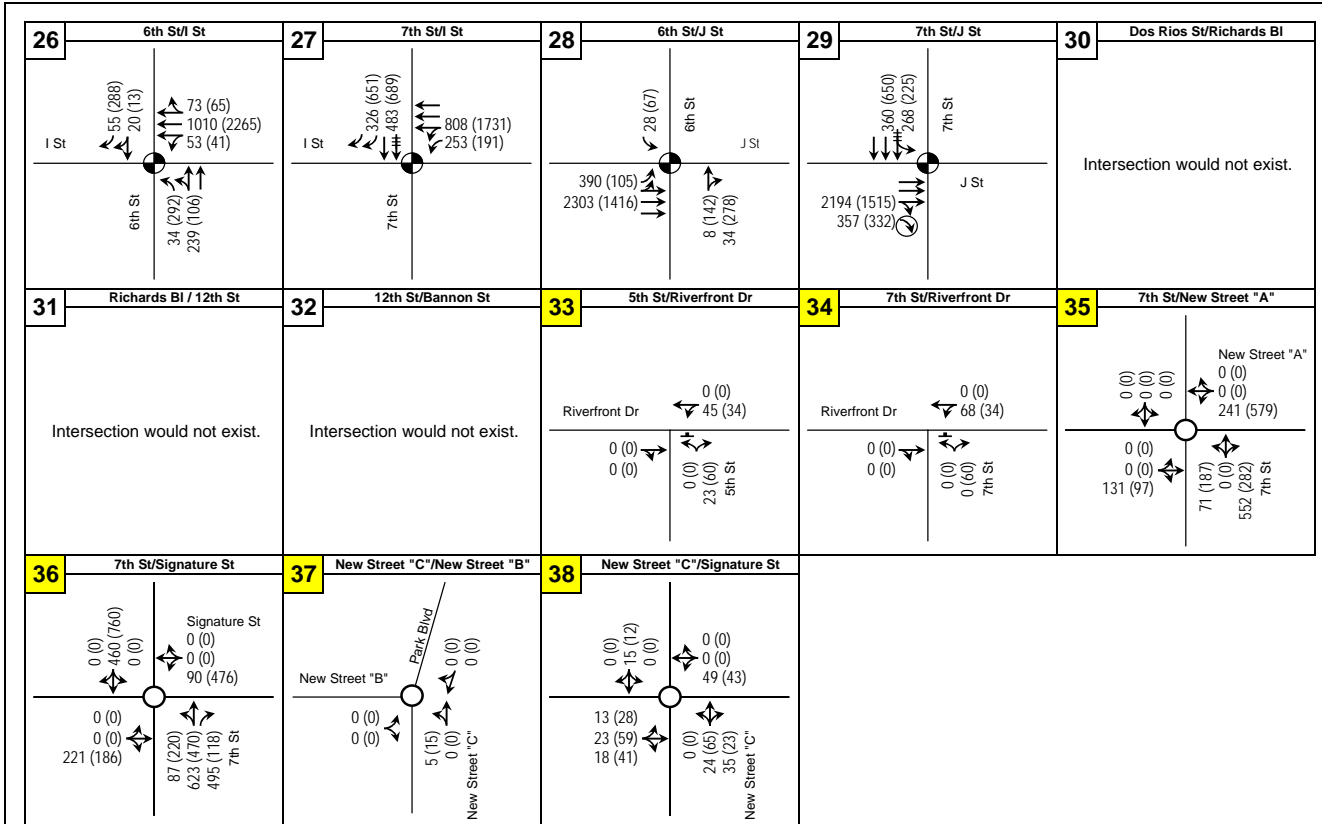 26
6th St/I St
55 (288)
20 (13)
73 (65)
1010 (2265)
53 (41)
I St
6th St
34 (292)
239 (106)
27
7th St/I St
326 (651)
483 (689)
808 (1731)
253 (191)
I St
7th St
28
6th St/J St
28 (67)
6th St
J St
390 (105)
2303 (1416)
8 (142)
34 (278)
29
7th St/J St
360 (650)
268 (225)
7th St
J St
2194 (1515)
357 (332)
30
Dos Rios St/Richards Bl
Intersection would not exist.
31
Richards Bl / 12th St
Intersection would not exist.
32
12th St/Bannon St
Intersection would not exist.
33
5th St/Riverfront Dr
0 (0)
45 (34)
Riverfront Dr
0 (0)
0 (0)
0 (0)
23 (60)
5th St
34
7th St/Riverfront Dr
0 (0)
68 (34)
Riverfront Dr
0 (0)
0 (0)
0 (0)
0 (60)
7th St
35
7th St/New Street "A"
0 (0)
0 (0)
0 (0)
New Street "A"
0 (0)
0 (0)
241 (579)
0 (0)
0 (0)
131 (97)
71 (187)
0 (0)
552 (282)
7th St
36
7th St/Signature St
0 (0)
460 (760)
0 (0)
Signature St
0 (0)
0 (0)
90 (476)
0 (0)
0 (0)
221 (186)
87 (220)
623 (470)
495 (118)
7th St
37
New Street "C"/New Street "B"
Park Blvd
0 (0)
0 (0)
New Street "B"
0 (0)
0 (0)
5 (15)
0 (0)
New Street "C"
38
New Street "C"/Signature St
0 (0)
15 (12)
0 (0)
0 (0)
0 (0)
49 (43)
13 (28)
23 (59)
18 (41)
0 (0)
24 (65)
35 (23)
New Street "C"